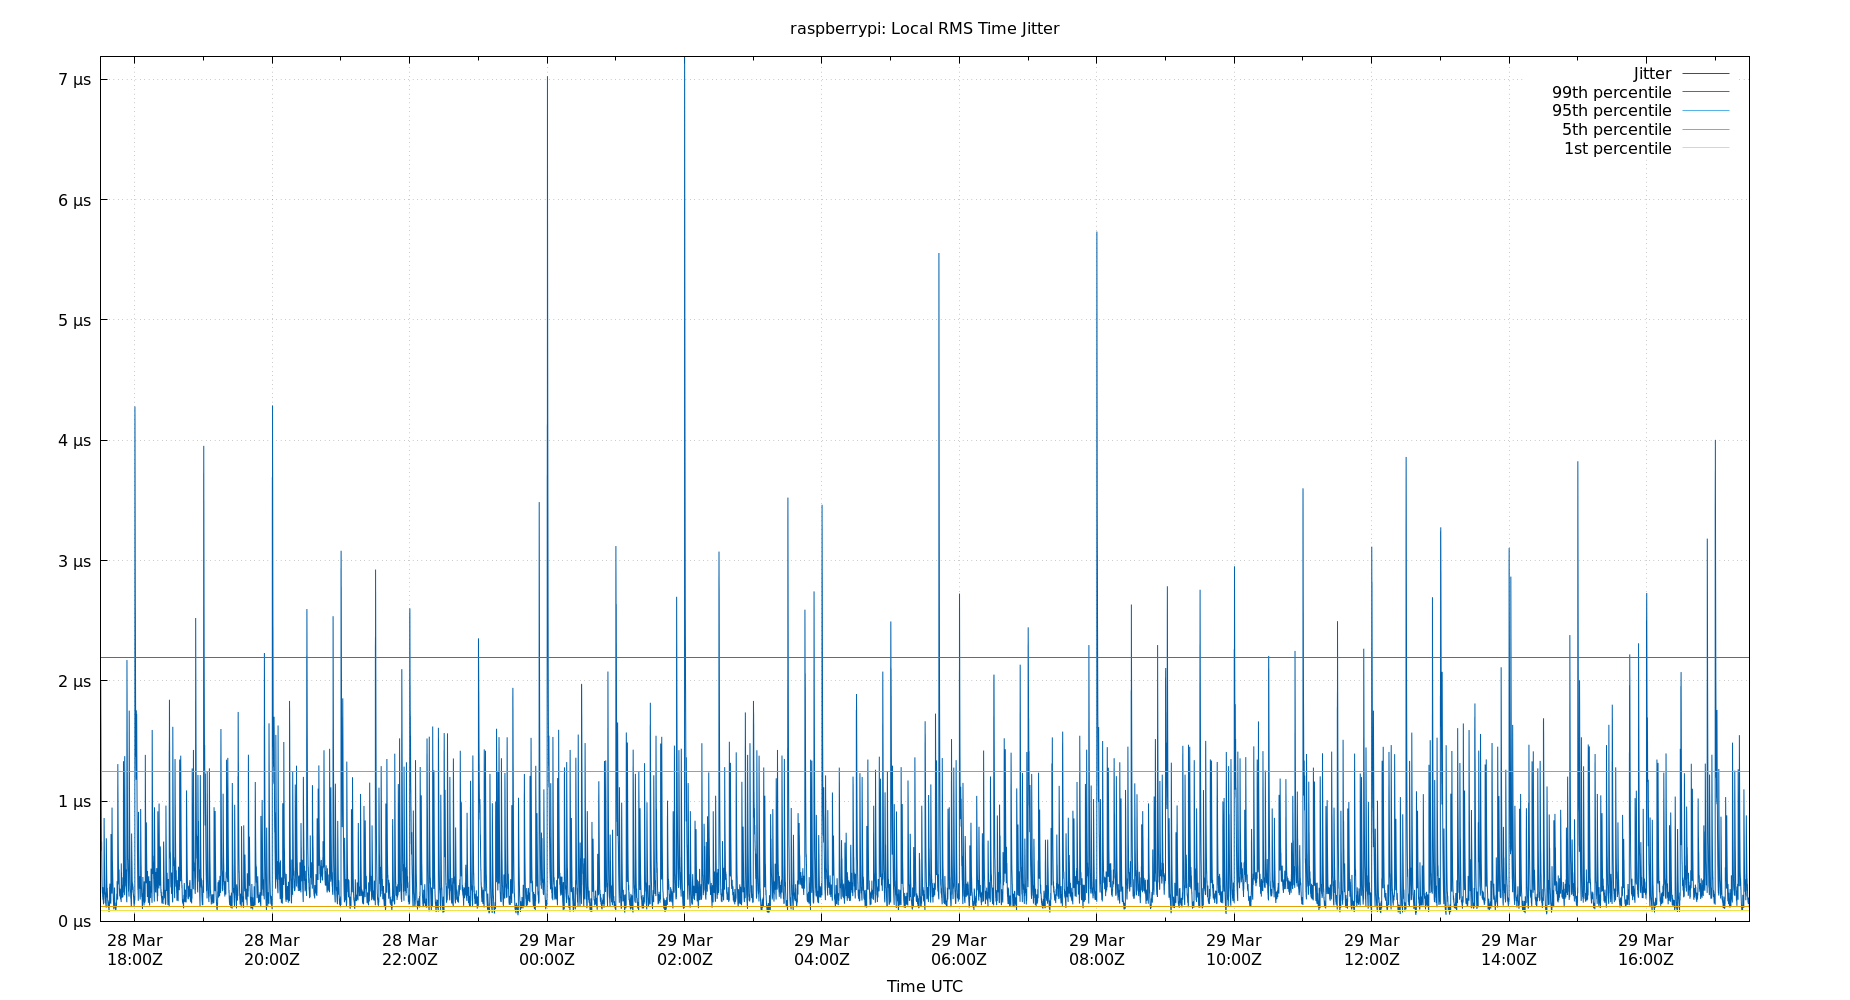 raspberrypi: Local RMS Time Jitter
7 µs
6 µs
5 µs
4 µs
3 µs
2 µs
1 µs
0 µs
Jitter
99th percentile
95th percentile
5th percentile
1st percentile
28 Mar
18:00Z
28 Mar
20:00Z
28 Mar
22:00Z
29 Mar
00:00Z
29 Mar
02:00Z
29 Mar
04:00Z
29 Mar
06:00Z
29 Mar
08:00Z
29 Mar
10:00Z
29 Mar
12:00Z
29 Mar
14:00Z
29 Mar
16:00Z
Time UTC